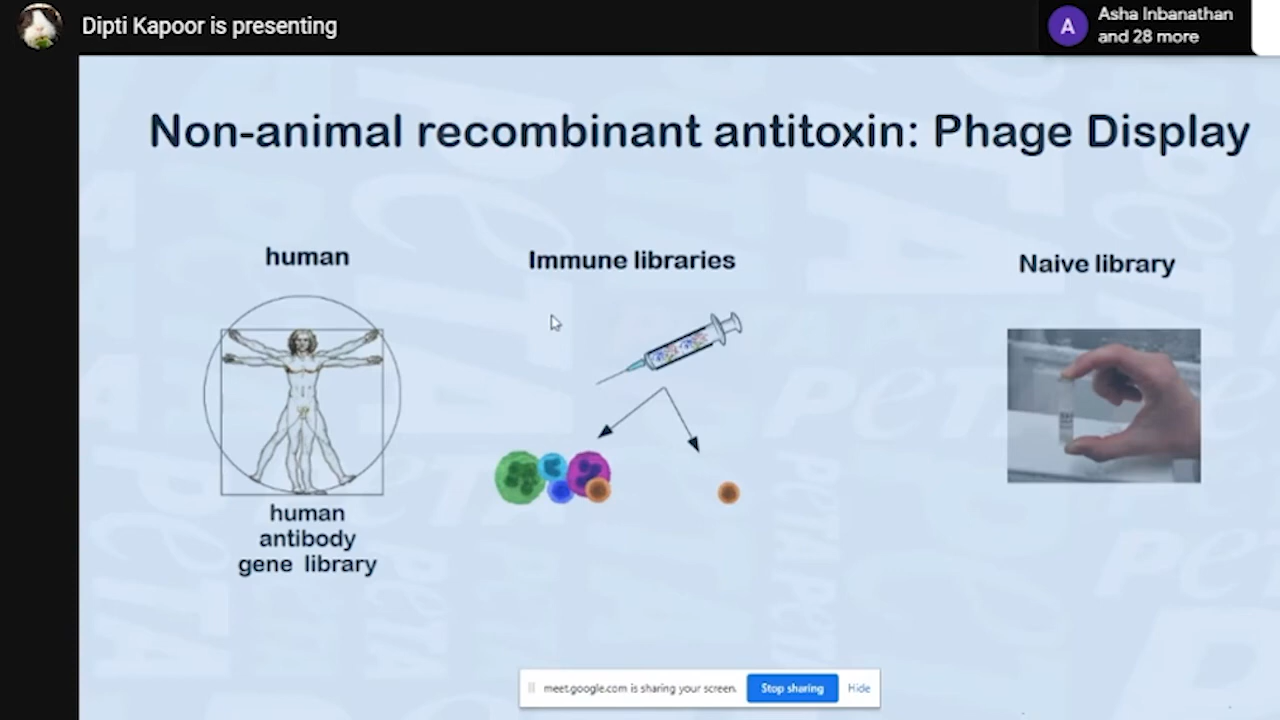 Dipti Kapoor is presenting
A
Asha Inbanathan
and 28 more
Non-animal recombinant antitoxin: Phage Display
human
Immune libraries
Naive library
human
antibody
gene library
meet.google.com is sharing your screen.
Stop sharing
Hide
PETA